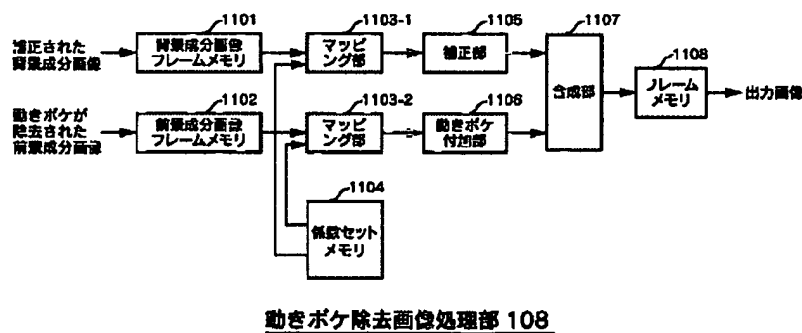 1101
1103-1
1105
1107
補正された
背景成分画像
背景成分画像
フレームメモリ
マッピ
ング部
補正部
1108
1102
1103-2
1106
合成部
フレーム
メモリ
出力画像
動きボケが
除去された
前景成分画像
前景成分画像
フレームメモリ
マッピ
ング部
動きボケ
付加部
1104
係数セット
メモリ
動きボケ除去画像処理部 108